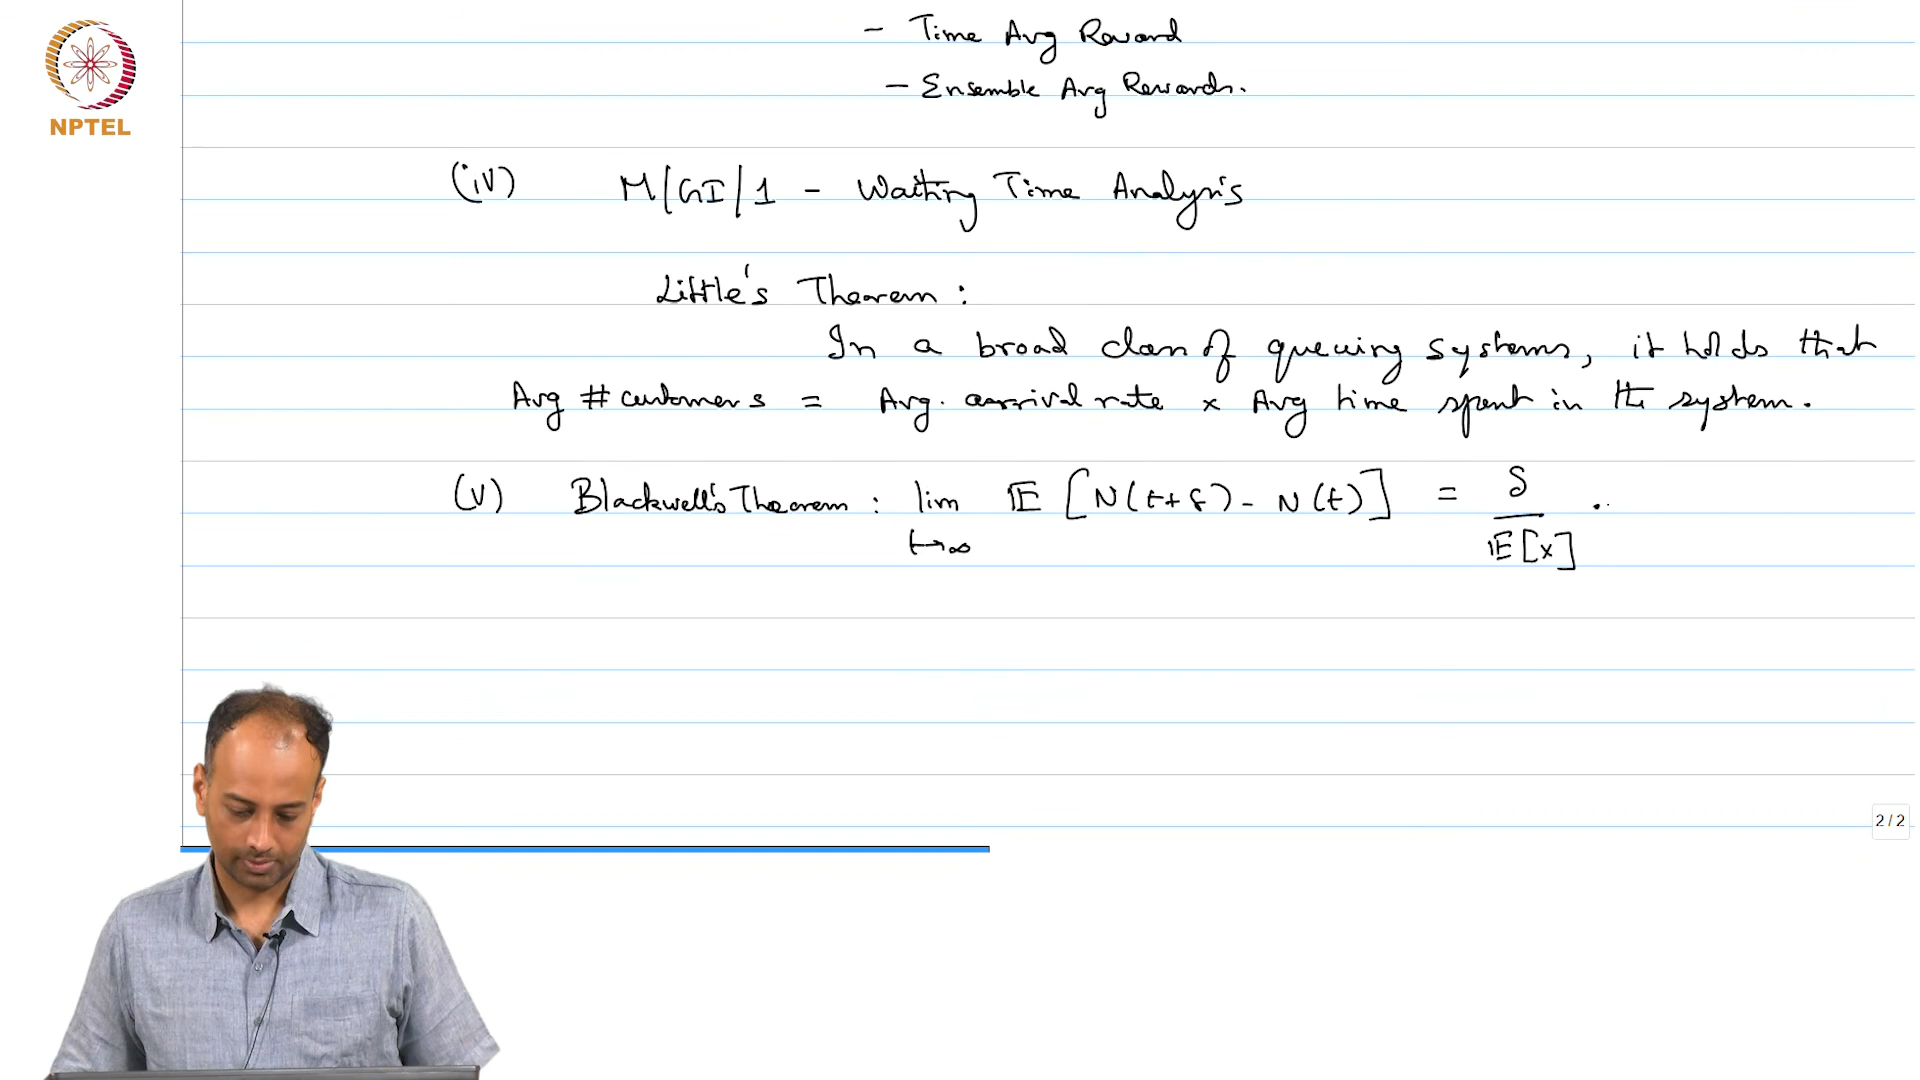 - Time Avg Reward
- Ensemble Avg Rewards.
NPTEL
(iv) M/GI/1 - Waiting Time Analysis
Little's Theorem :
In a broad class of queuing systems, it holds that
Avg # customers = Avg. arrival rate x Avg time spent in the system.
(v) Blackwell's Theorem : lim t→∞ E [N(t+δ) - N(t)] = δ / E[X] .
2 / 2